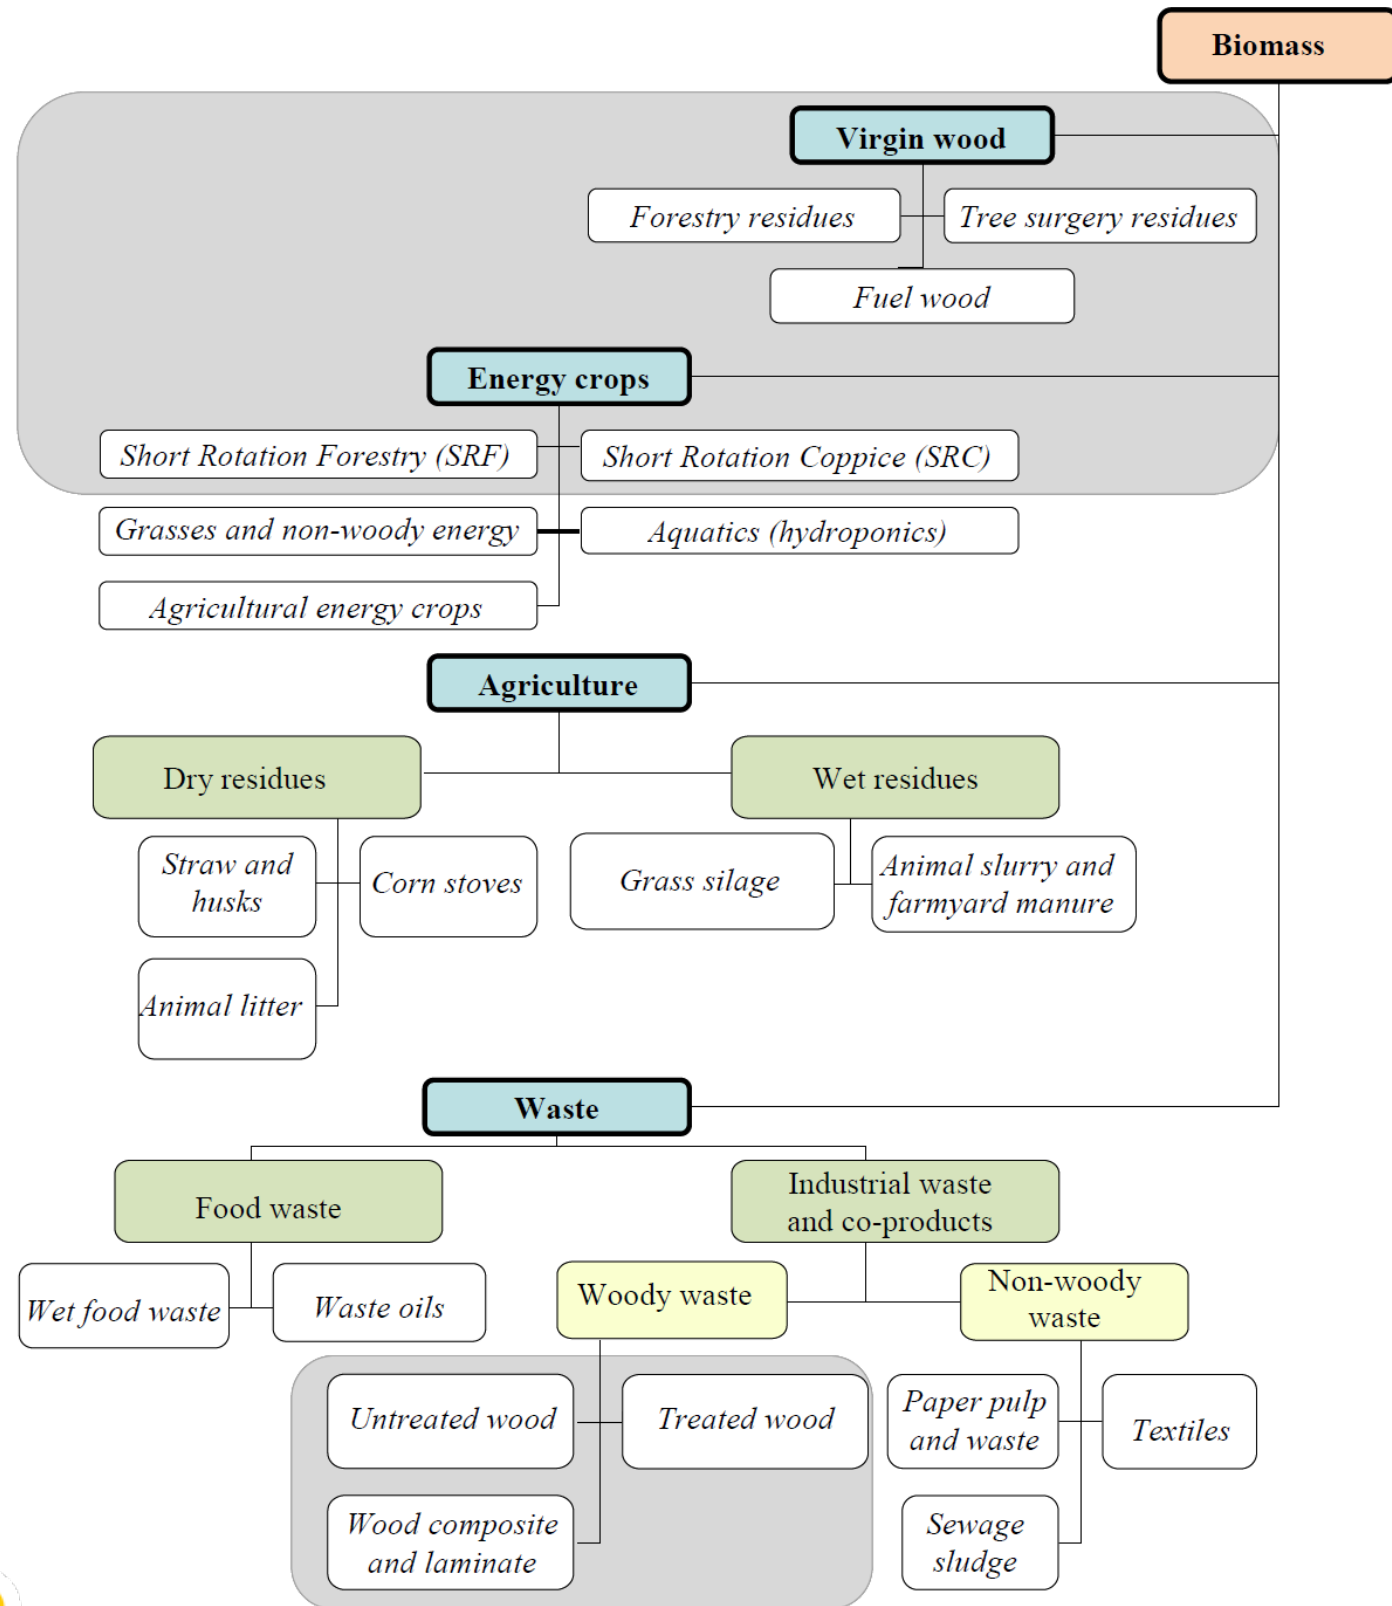 Biomass
Virgin wood
Forestry residues
Tree surgery residues
Fuel wood
Energy crops
Short Rotation Forestry (SRF)
Short Rotation Coppice (SRC)
Grasses and non-woody energy
Aquatics (hydroponics)
Agricultural energy crops
Agriculture
Dry residues
Wet residues
Straw and
husks
Corn stoves
Grass silage
Animal slurry and
farmyard manure
Animal litter
Waste
Food waste
Industrial waste
and co-products
Wet food waste
Waste oils
Woody waste
Non-woody
waste
Untreated wood
Treated wood
Paper pulp
and waste
Textiles
Wood composite
and laminate
Sewage
sludge